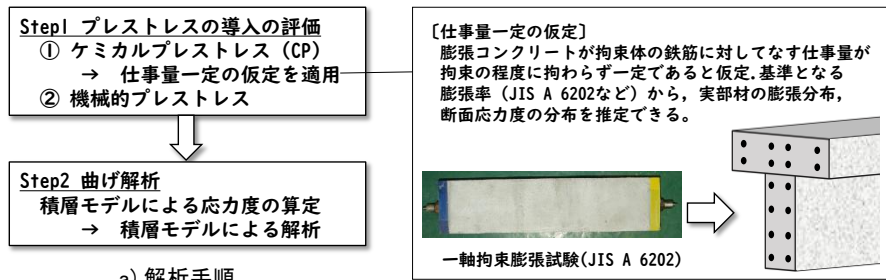 Step1 プレストレスの導入の評価
① ケミカルプレストレス(CP)
→ 仕事量一定の仮定を適用
② 機械的プレストレス
Step2 曲げ解析
積層モデルによる応力度の算定
→ 積層モデルによる解析
a) 解析手順
〔仕事量一定の仮定〕
膨張コンクリートが拘束体の鉄筋に対してなす仕事量が
拘束の程度に拘わらず一定であると仮定.基準となる
膨張率(JIS A 6202など)から,実部材の膨張分布,
断面応力度の分布を推定できる。
一軸拘束膨張試験(JIS A 6202)